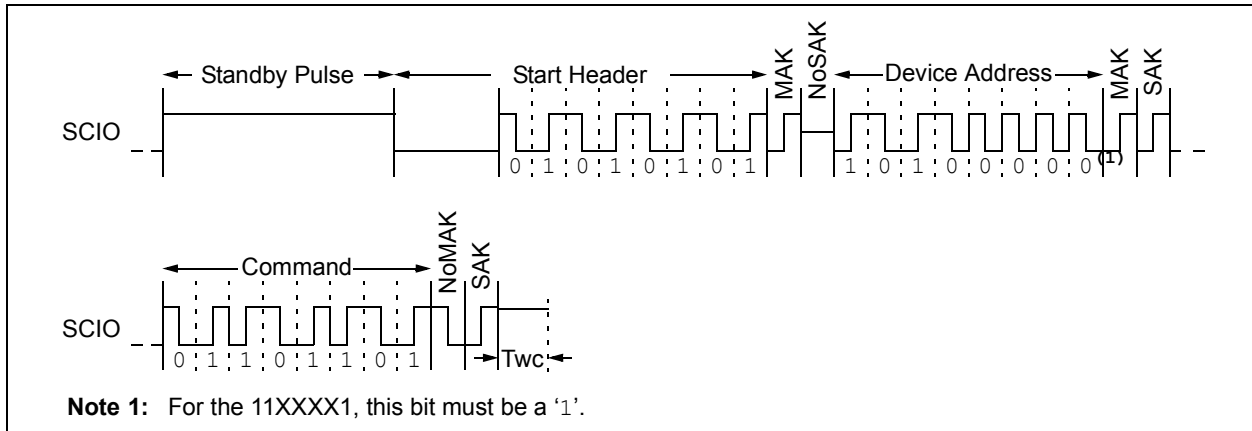 Standby Pulse Start Header MAK NoSAK Device Address MAK SAK
SCIO
0 1 0 1 0 1 0 1 1 0 1 0 0 0 0 0(1)
Command NoMAK SAK
SCIO
0 1 1 0 1 1 0 1 Twc
Note 1: For the 11XXXX1, this bit must be a ‘1’.